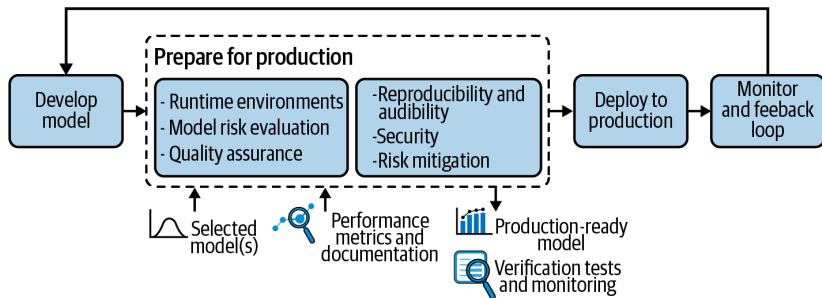 Prepare for production
Develop
model
- Runtime environments
- Model risk evaluation
- Quality assurance
-Reproducibility and
audibility
-Security
-Risk mitigation
Deploy to
production
Monitor
and feeback
loop
Selected
model(s)
Performance
metrics and
documentation
Production-ready
model
Verification tests
and monitoring